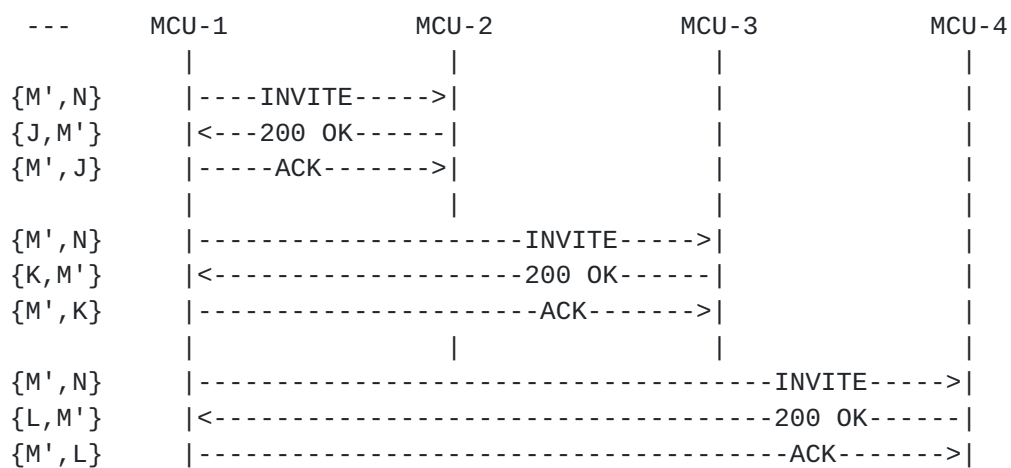 ---     MCU-1            MCU-2            MCU-3           MCU-4
           |                |                |               |
{M',N}     |----INVITE----->|                |               |
{J,M'}     |<---200 OK------|                |               |
{M',J}     |-----ACK------->|                |               |
           |                |                |               |
{M',N}     |---------------------INVITE----->|               |
{K,M'}     |<--------------------200 OK------|               |
{M',K}     |----------------------ACK------->|               |
           |                |                |               |
{M',N}     |-------------------------------------INVITE----->|
{L,M'}     |<------------------------------------200 OK------|
{M',L}     |--------------------------------------ACK------->|